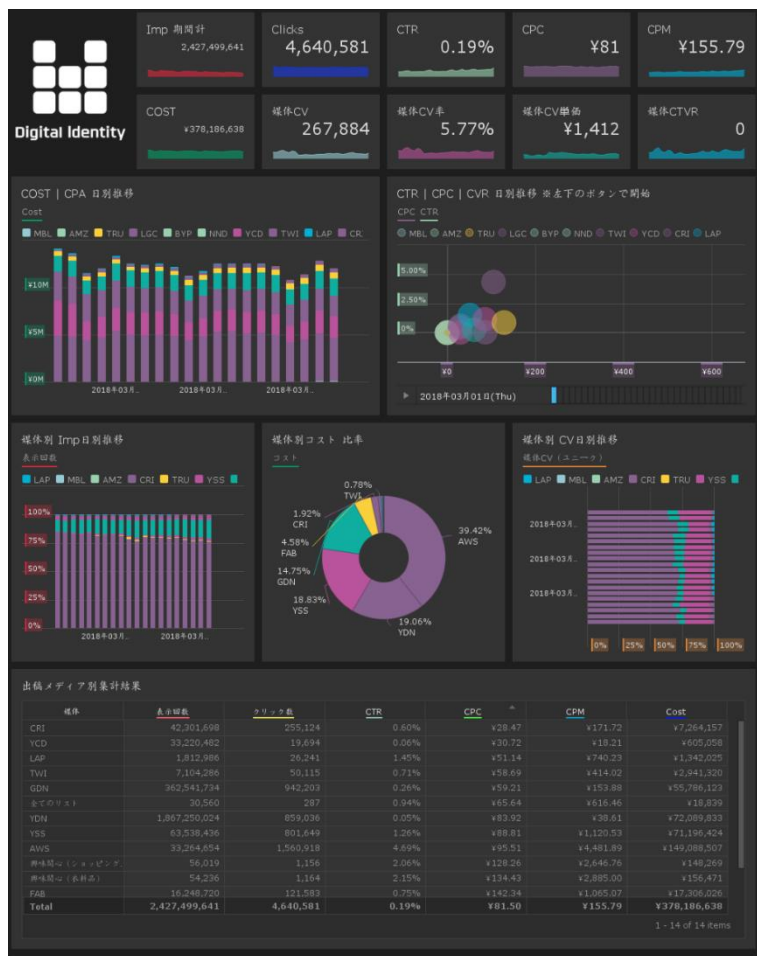 Digital Identity
Imp 期間計
2,427,499,641
Clicks
4,640,581
CTR
0.19%
CPC
¥81
CPM
¥155.79
COST
¥378,186,638
媒体CV
267,884
媒体CV率
5.77%
媒体CV単価
¥1,412
媒体CTVR
0
COST | CPA 日別推移
Cost
MBL AMZ TRU LGC BYP NND YCD TWI LAP CR
¥10M
¥5M
¥0M
2018年03月.. 2018年03月.. 2018年03月..
CTR | CPC | CVR 日別推移 ※左下のボタンで開始
CPC CTR
MBL AMZ TRU LGC BYP NND TWI YCD CRI LAP
5.00%
2.50%
0%
¥0 ¥200 ¥400 ¥600
2018年03月01日(Thu)
媒体別 Imp日別推移
表示回数
LAP MBL AMZ CRI TRU YSS
100%
75%
50%
25%
0%
2018年03月.. 2018年03月..
媒体別コスト 比率
コスト
0.78%
TWI
1.92%
CRI
4.58%
FAB
14.75%
GDN
18.83%
YSS
39.42%
AWS
19.06%
YDN
媒体別 CV日別推移
媒体CV (ユニーク)
LAP MBL AMZ CRI TRU YSS
2018年03月..
2018年03月..
2018年03月..
0% 25% 50% 75% 100%
出稿メディア別集計結果
媒体 表示回数 クリック数 CTR CPC CPM Cost
CRI 42,301,698 255,124 0.60% ¥28.47 ¥171.72 ¥7,264,157
YCD 33,220,482 19,694 0.06% ¥30.72 ¥18.21 ¥605,058
LAP 1,812,986 26,241 1.45% ¥51.14 ¥740.23 ¥1,342,025
TWI 7,104,286 50,115 0.71% ¥58.69 ¥414.02 ¥2,941,320
GDN 362,541,734 942,203 0.26% ¥59.21 ¥153.88 ¥55,786,123
全てのリスト 30,560 287 0.94% ¥65.64 ¥616.46 ¥18,839
YDN 1,867,250,024 859,036 0.05% ¥83.92 ¥38.61 ¥72,089,833
YSS 63,538,436 801,649 1.26% ¥88.81 ¥1,120.53 ¥71,196,424
AWS 33,264,654 1,560,918 4.69% ¥95.51 ¥4,481.89 ¥149,088,507
興味関心 (ショッピング. 56,019 1,156 2.06% ¥128.26 ¥2,646.76 ¥148,269
興味関心 (衣料品) 54,236 1,164 2.15% ¥134.43 ¥2,885.00 ¥156,471
FAB 16,248,720 121,583 0.75% ¥142.34 ¥1,065.07 ¥17,306,026
Total 2,427,499,641 4,640,581 0.19% ¥81.50 ¥155.79 ¥378,186,638
1 - 14 of 14 items